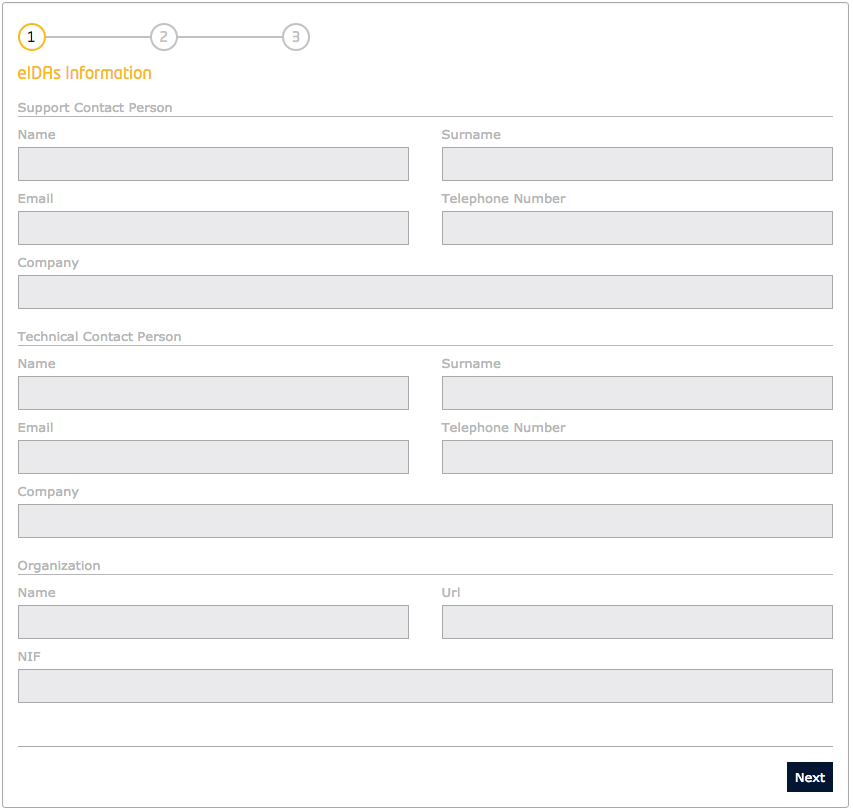 1 2 3
eIDAs Information
Support Contact Person
Name Surname
Email Telephone Number
Company
Technical Contact Person
Name Surname
Email Telephone Number
Company
Organization
Name Url
NIF
Next